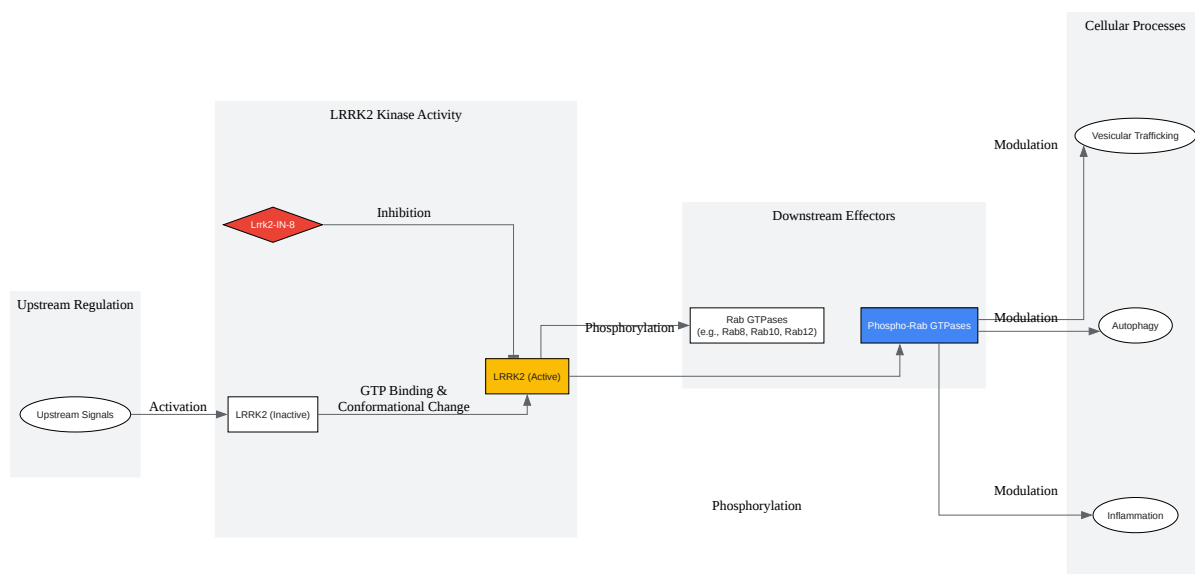 Cellular Processes
LRRK2 Kinase Activity
Vesicular Trafficking
Modulation
Lrrk2-IN-8
Inhibition
Downstream Effectors
Upstream Regulation
Phosphorylation
Rab GTPases
(e.g., Rab8, Rab10, Rab12)
Phospho-Rab GTPases
Modulation
Autophagy
LRRK2 (Active)
Upstream Signals
Activation
LRRK2 (Inactive)
GTP Binding &
Conformational Change
Modulation
Phosphorylation
Inflammation